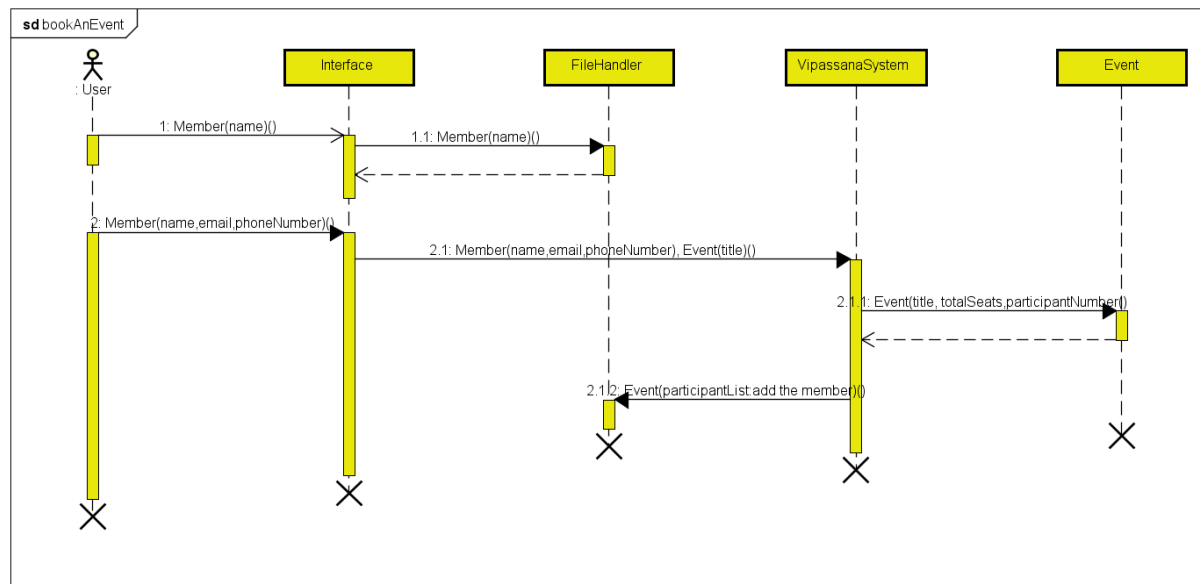 sd bookAnEvent
: User
Interface
FileHandler
VipassanaSystem
Event
1: Member(name)()
1.1: Member(name)()
2: Member(name,email,phoneNumber)()
2.1: Member(name,email,phoneNumber), Event(title)()
2.1.1: Event(title, totalSeats,participantNumber()
2.1.2: Event(participantList:add the member)()